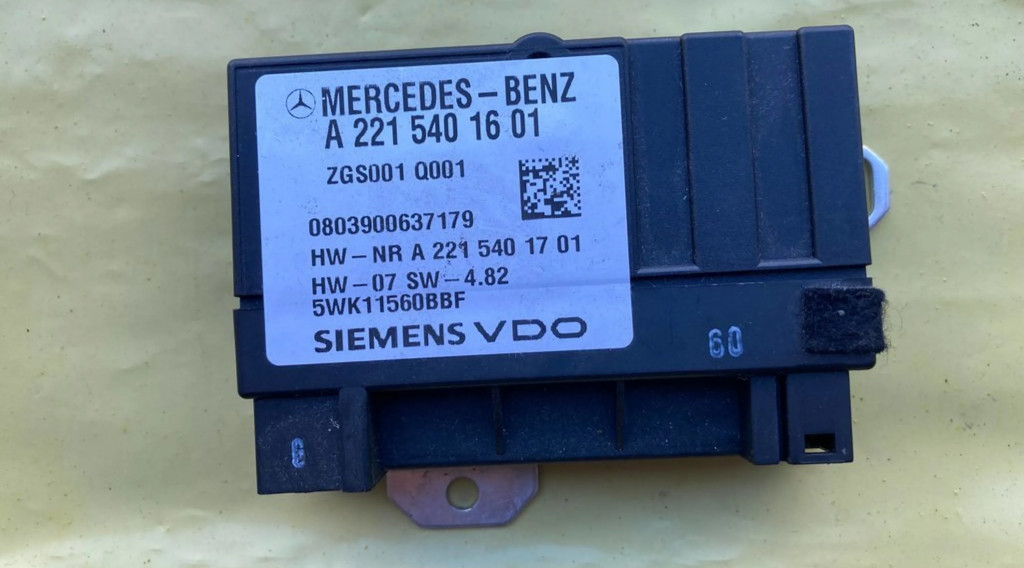 MERCEDES-BENZ
A 221 540 16 01
ZGS001 Q001
0803900637179
HW-NR A 221 540 17 01
HW-07 SW-4.82
5WK11560BBF
SIEMENS VDO
60
6